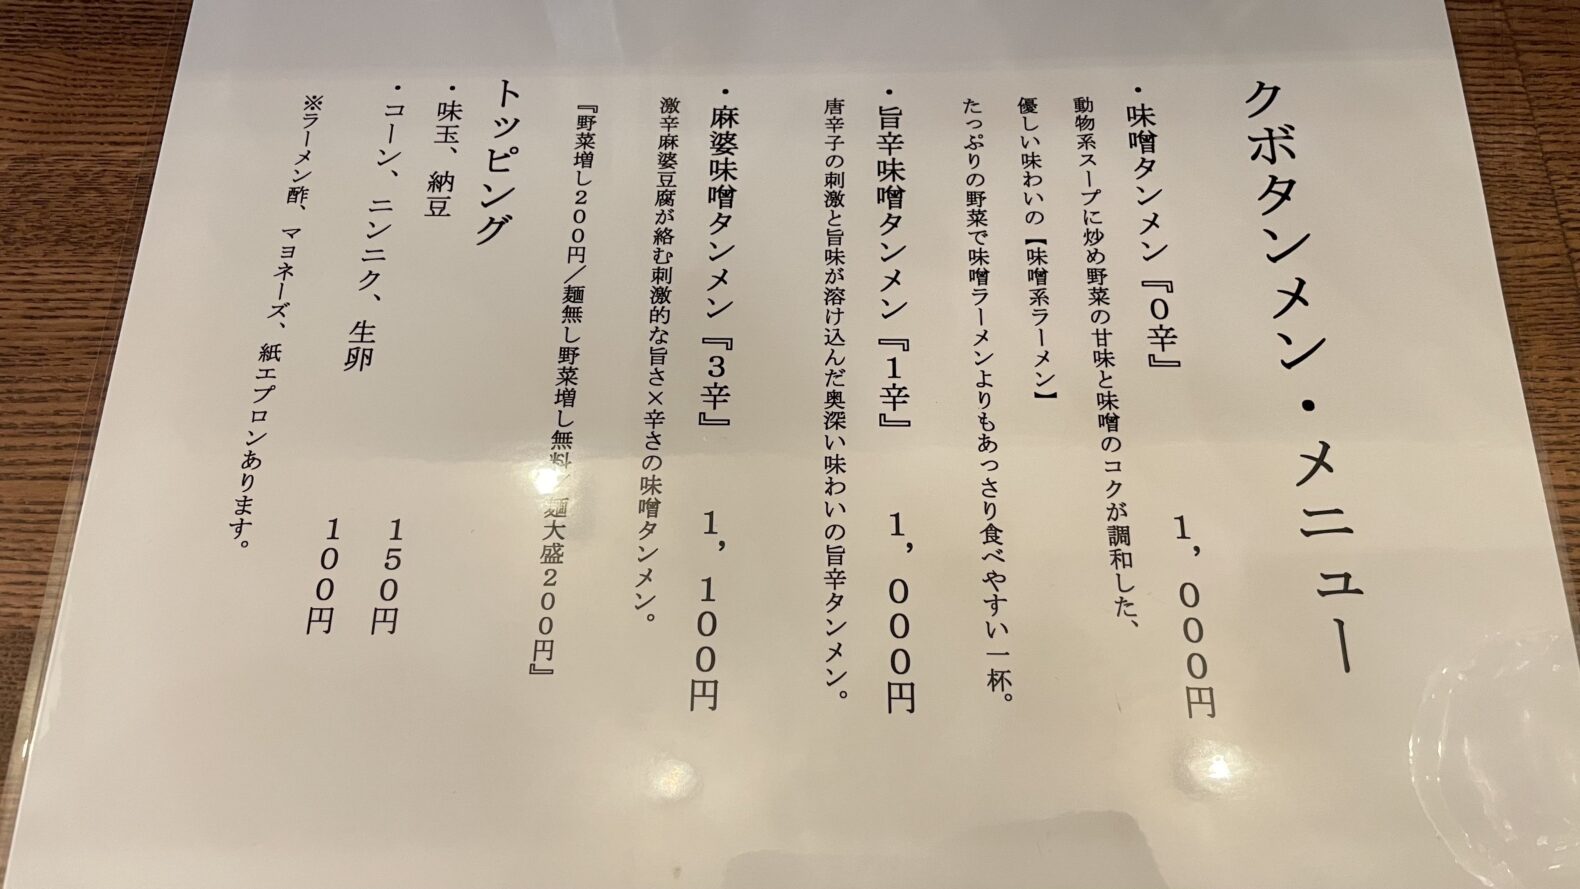 クボタンメン・メニュー
・味噌タンメン『０辛』　１，０００円
動物系スープに炒め野菜の甘味と味噌のコクが調和した、
優しい味わいの【味噌系ラーメン】
たっぷりの野菜で味噌ラーメンよりもあっさり食べやすい一杯。
・旨辛味噌タンメン『１辛』　１，０００円
唐辛子の刺激と旨味が溶け込んだ奥深い味わいの旨辛タンメン。
・麻婆味噌タンメン『３辛』　１，１００円
激辛麻婆豆腐が絡む刺激的な旨さ×辛さの味噌タンメン。
『野菜増し２００円／麺無し野菜増し無料／麺大盛２００円』
トッピング
・味玉、納豆　１５０円
・コーン、ニンニク、生卵　１００円
※ラーメン酢、マヨネーズ、紙エプロンあります。